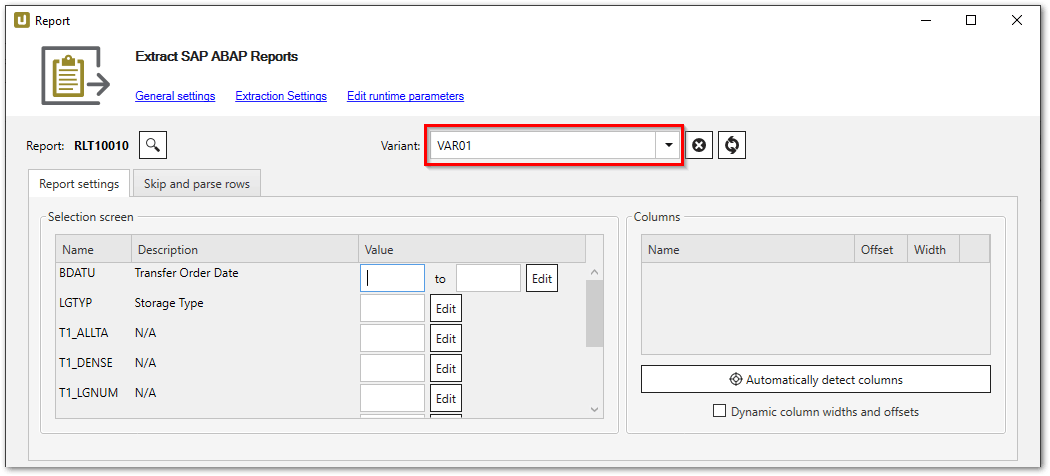 Report
Extract SAP ABAP Reports
General settings Extraction Settings Edit runtime parameters
Report: RLT10010 Variant: VAR01
Report settings Skip and parse rows
Selection screen
Name Description Value
BDATU Transfer Order Date to Edit
LGTYP Storage Type Edit
T1_ALLTA N/A Edit
T1_DENSE N/A Edit
T1_LGNUM N/A Edit
Columns
Name Offset Width
Automatically detect columns
Dynamic column widths and offsets